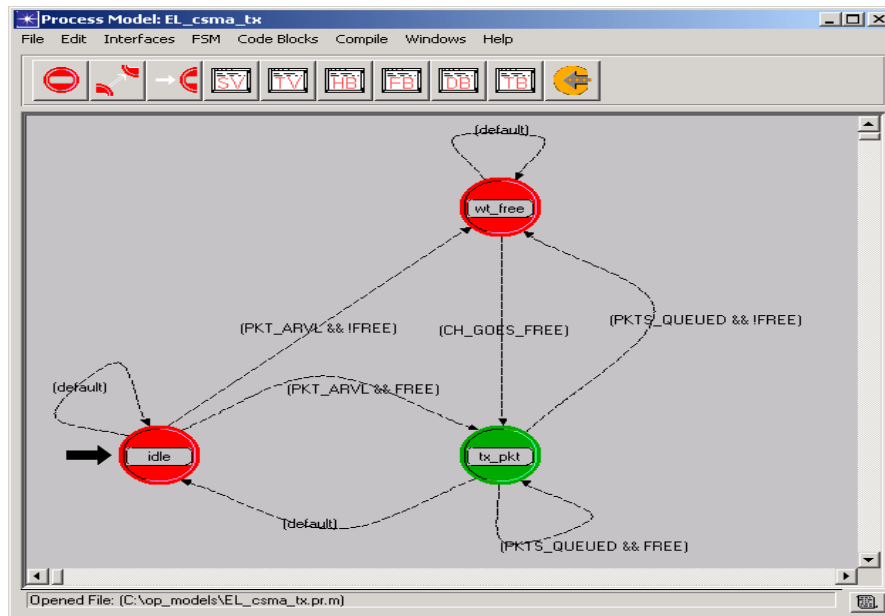 Process Model: EL_csma_tx
File Edit Interfaces FSM Code Blocks Compile Windows Help
SV TV HB FB DB TB
(default)
wt_free
(PKT_ARVL && !FREE)
(CH_GOES_FREE)
(PKTS_QUEUED && !FREE)
(default)
(PKT_ARVL && FREE)
idle
tx_pkt
(default)
(PKTS_QUEUED && FREE)
Opened File: (C:\op_models\EL_csma_tx.pr.m)